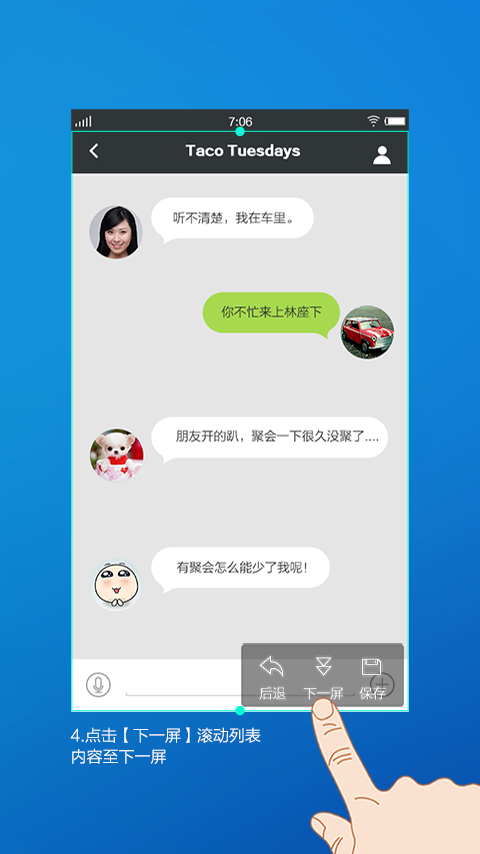 7:06
Taco Tuesdays
听不清楚，我在车里。
你不忙来上林座下
朋友开的趴，聚会一下很久没聚了....
有聚会怎么能少了我呢！
后退 下一屏 保存
4.点击【下一屏】滚动列表
内容至下一屏